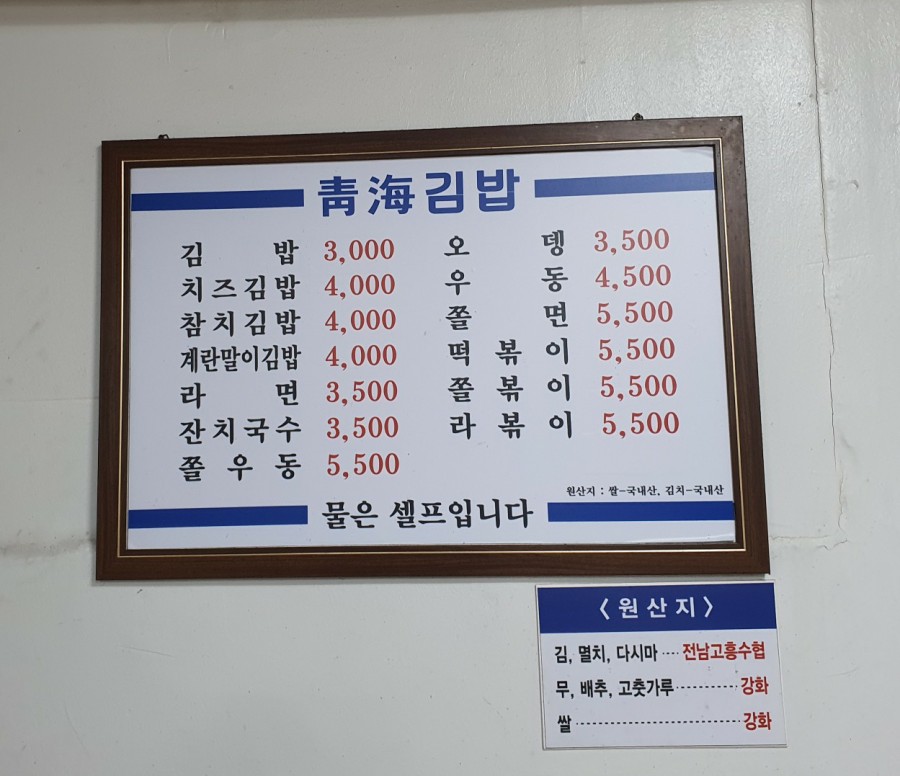 靑海김밥
김밥 3,000
치즈김밥 4,000
참치김밥 4,000
계란말이김밥 4,000
라면 3,500
잔치국수 3,500
쫄우동 5,500
오뎅 3,500
우동 4,500
쫄면 5,500
떡볶이 5,500
쫄볶이 5,500
라볶이 5,500
원산지 : 쌀-국내산, 김치-국내산
물은 셀프입니다
〈원산지〉
김, 멸치, 다시마 ---- 전남고흥수협
무, 배추, 고춧가루 ------------ 강화
쌀 -------------------------------- 강화